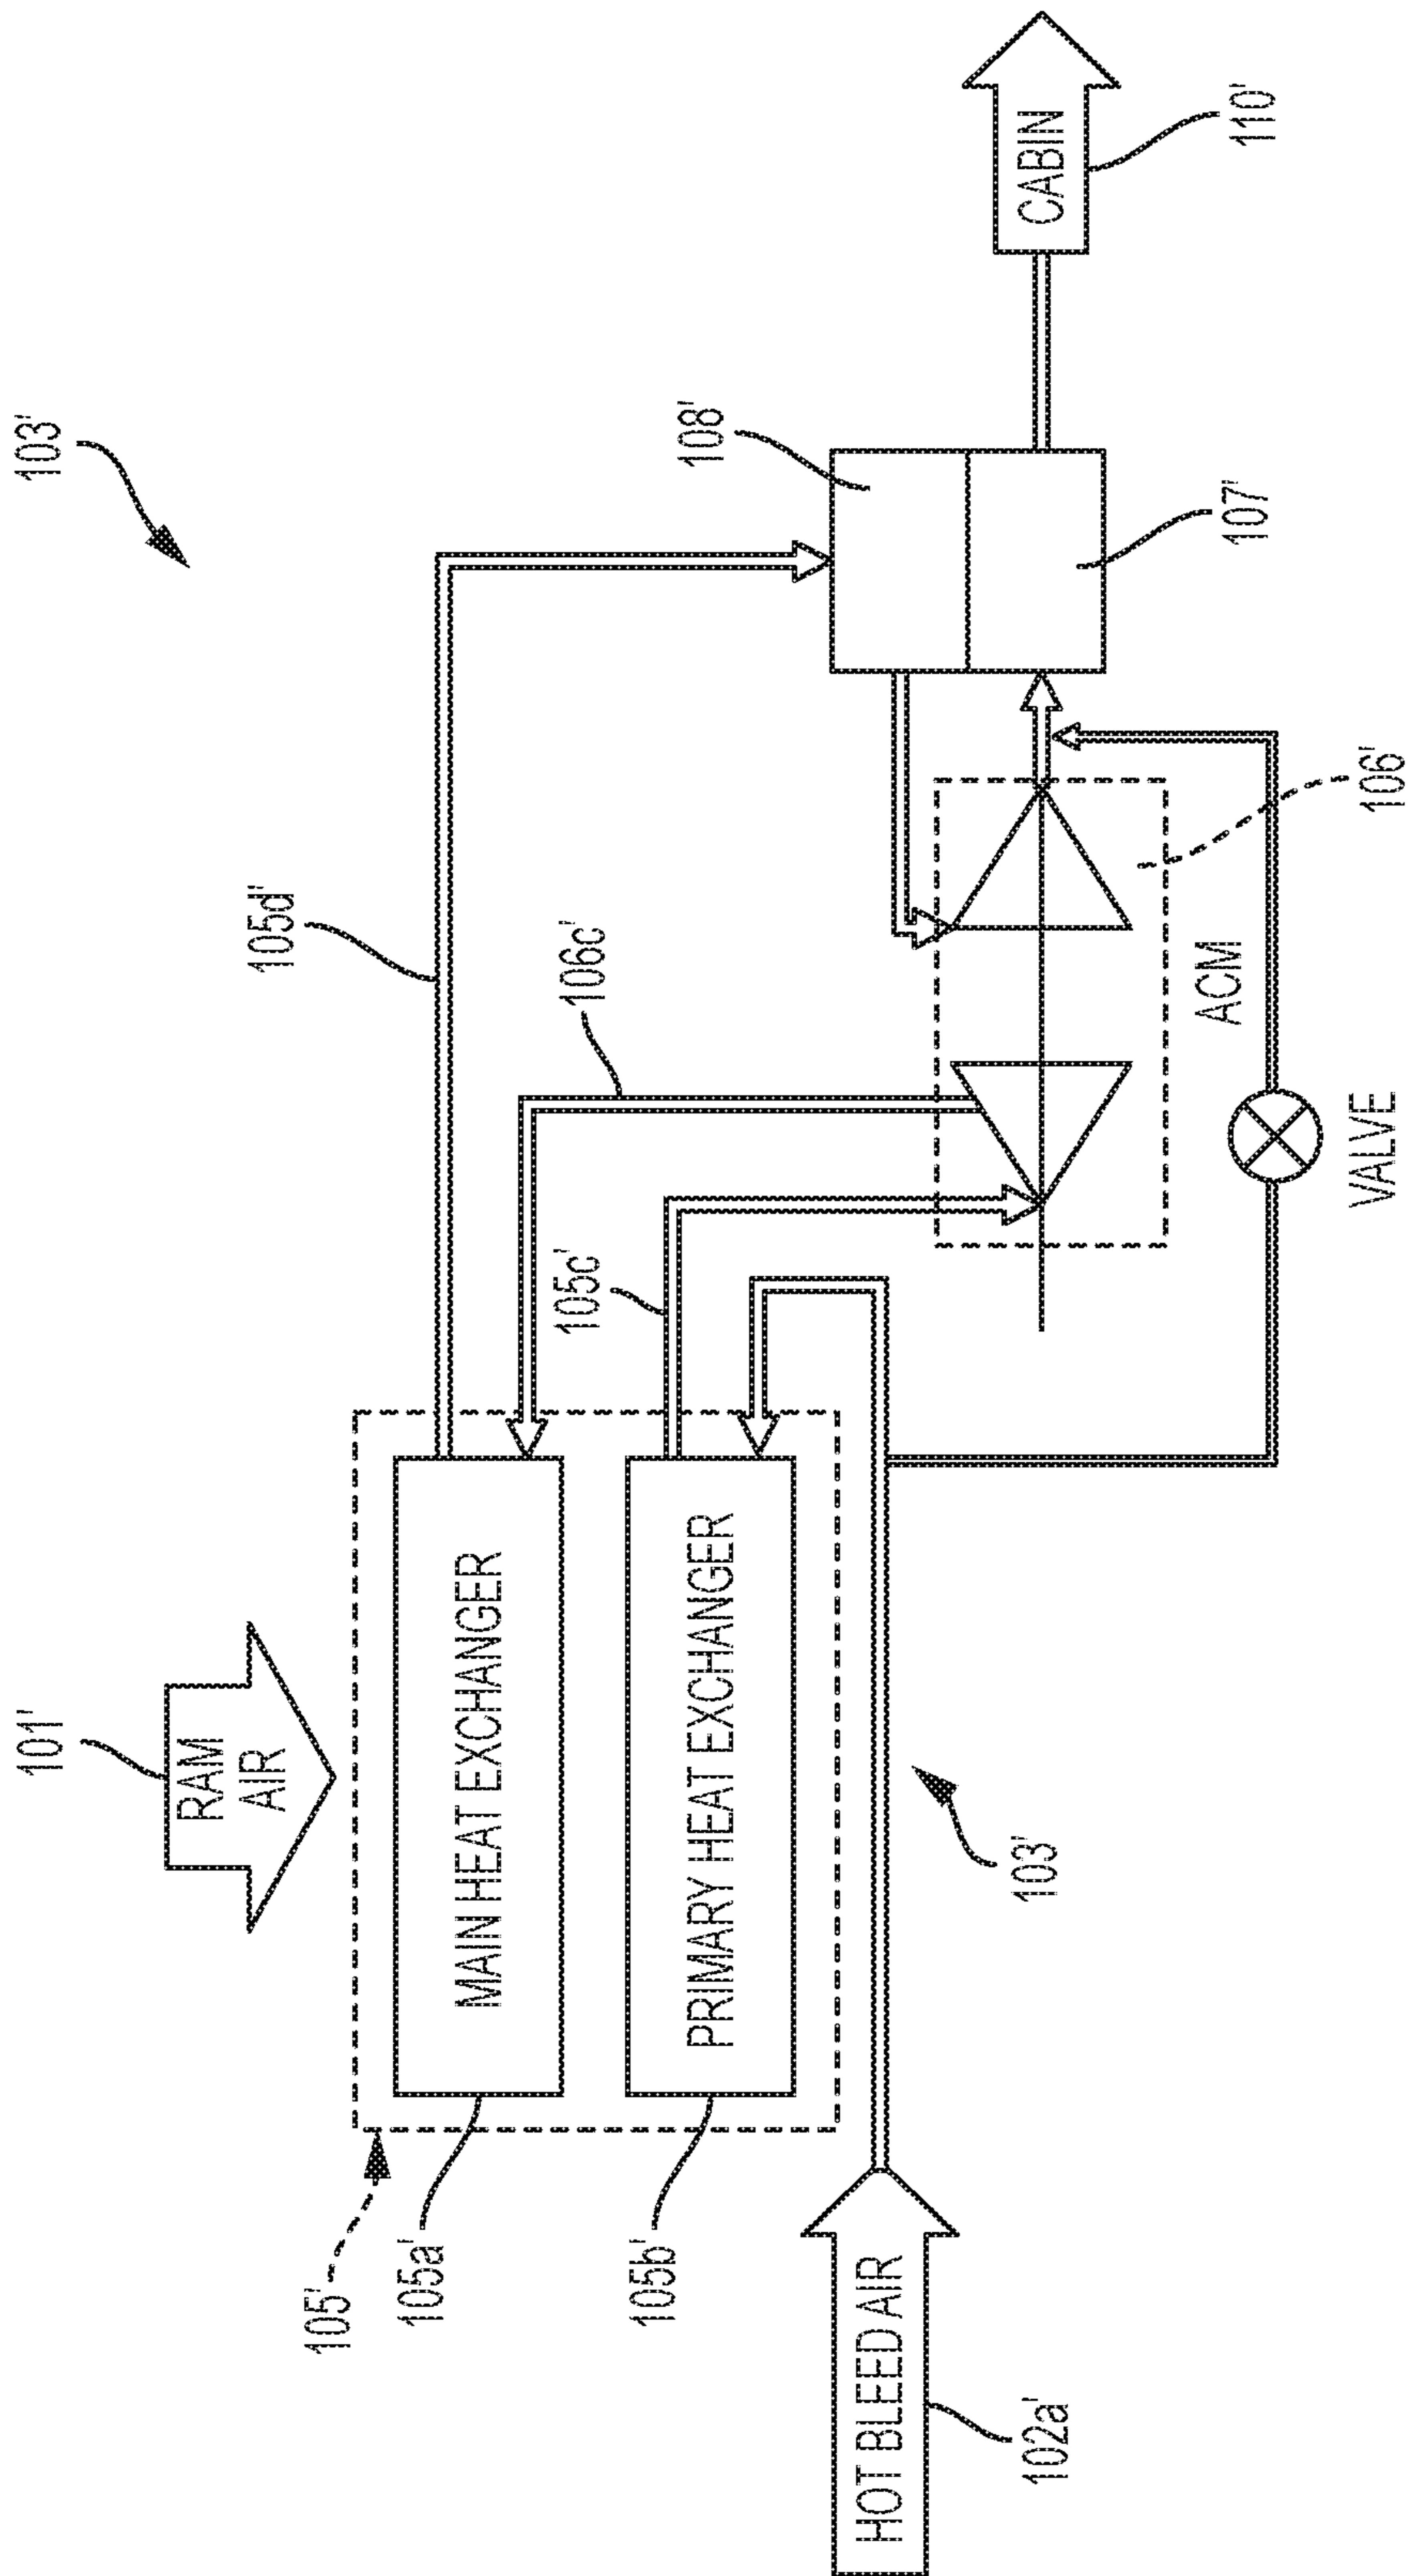 103'
101'
RAM
AIR
105d'
108'
106c'
105c'
MAIN HEAT EXCHANGER
PRIMARY HEAT EXCHANGER
105'
105a'
105b'
HOT BLEED AIR
102a'
103'
ACM
VALVE
106'
107'
CABIN
110'